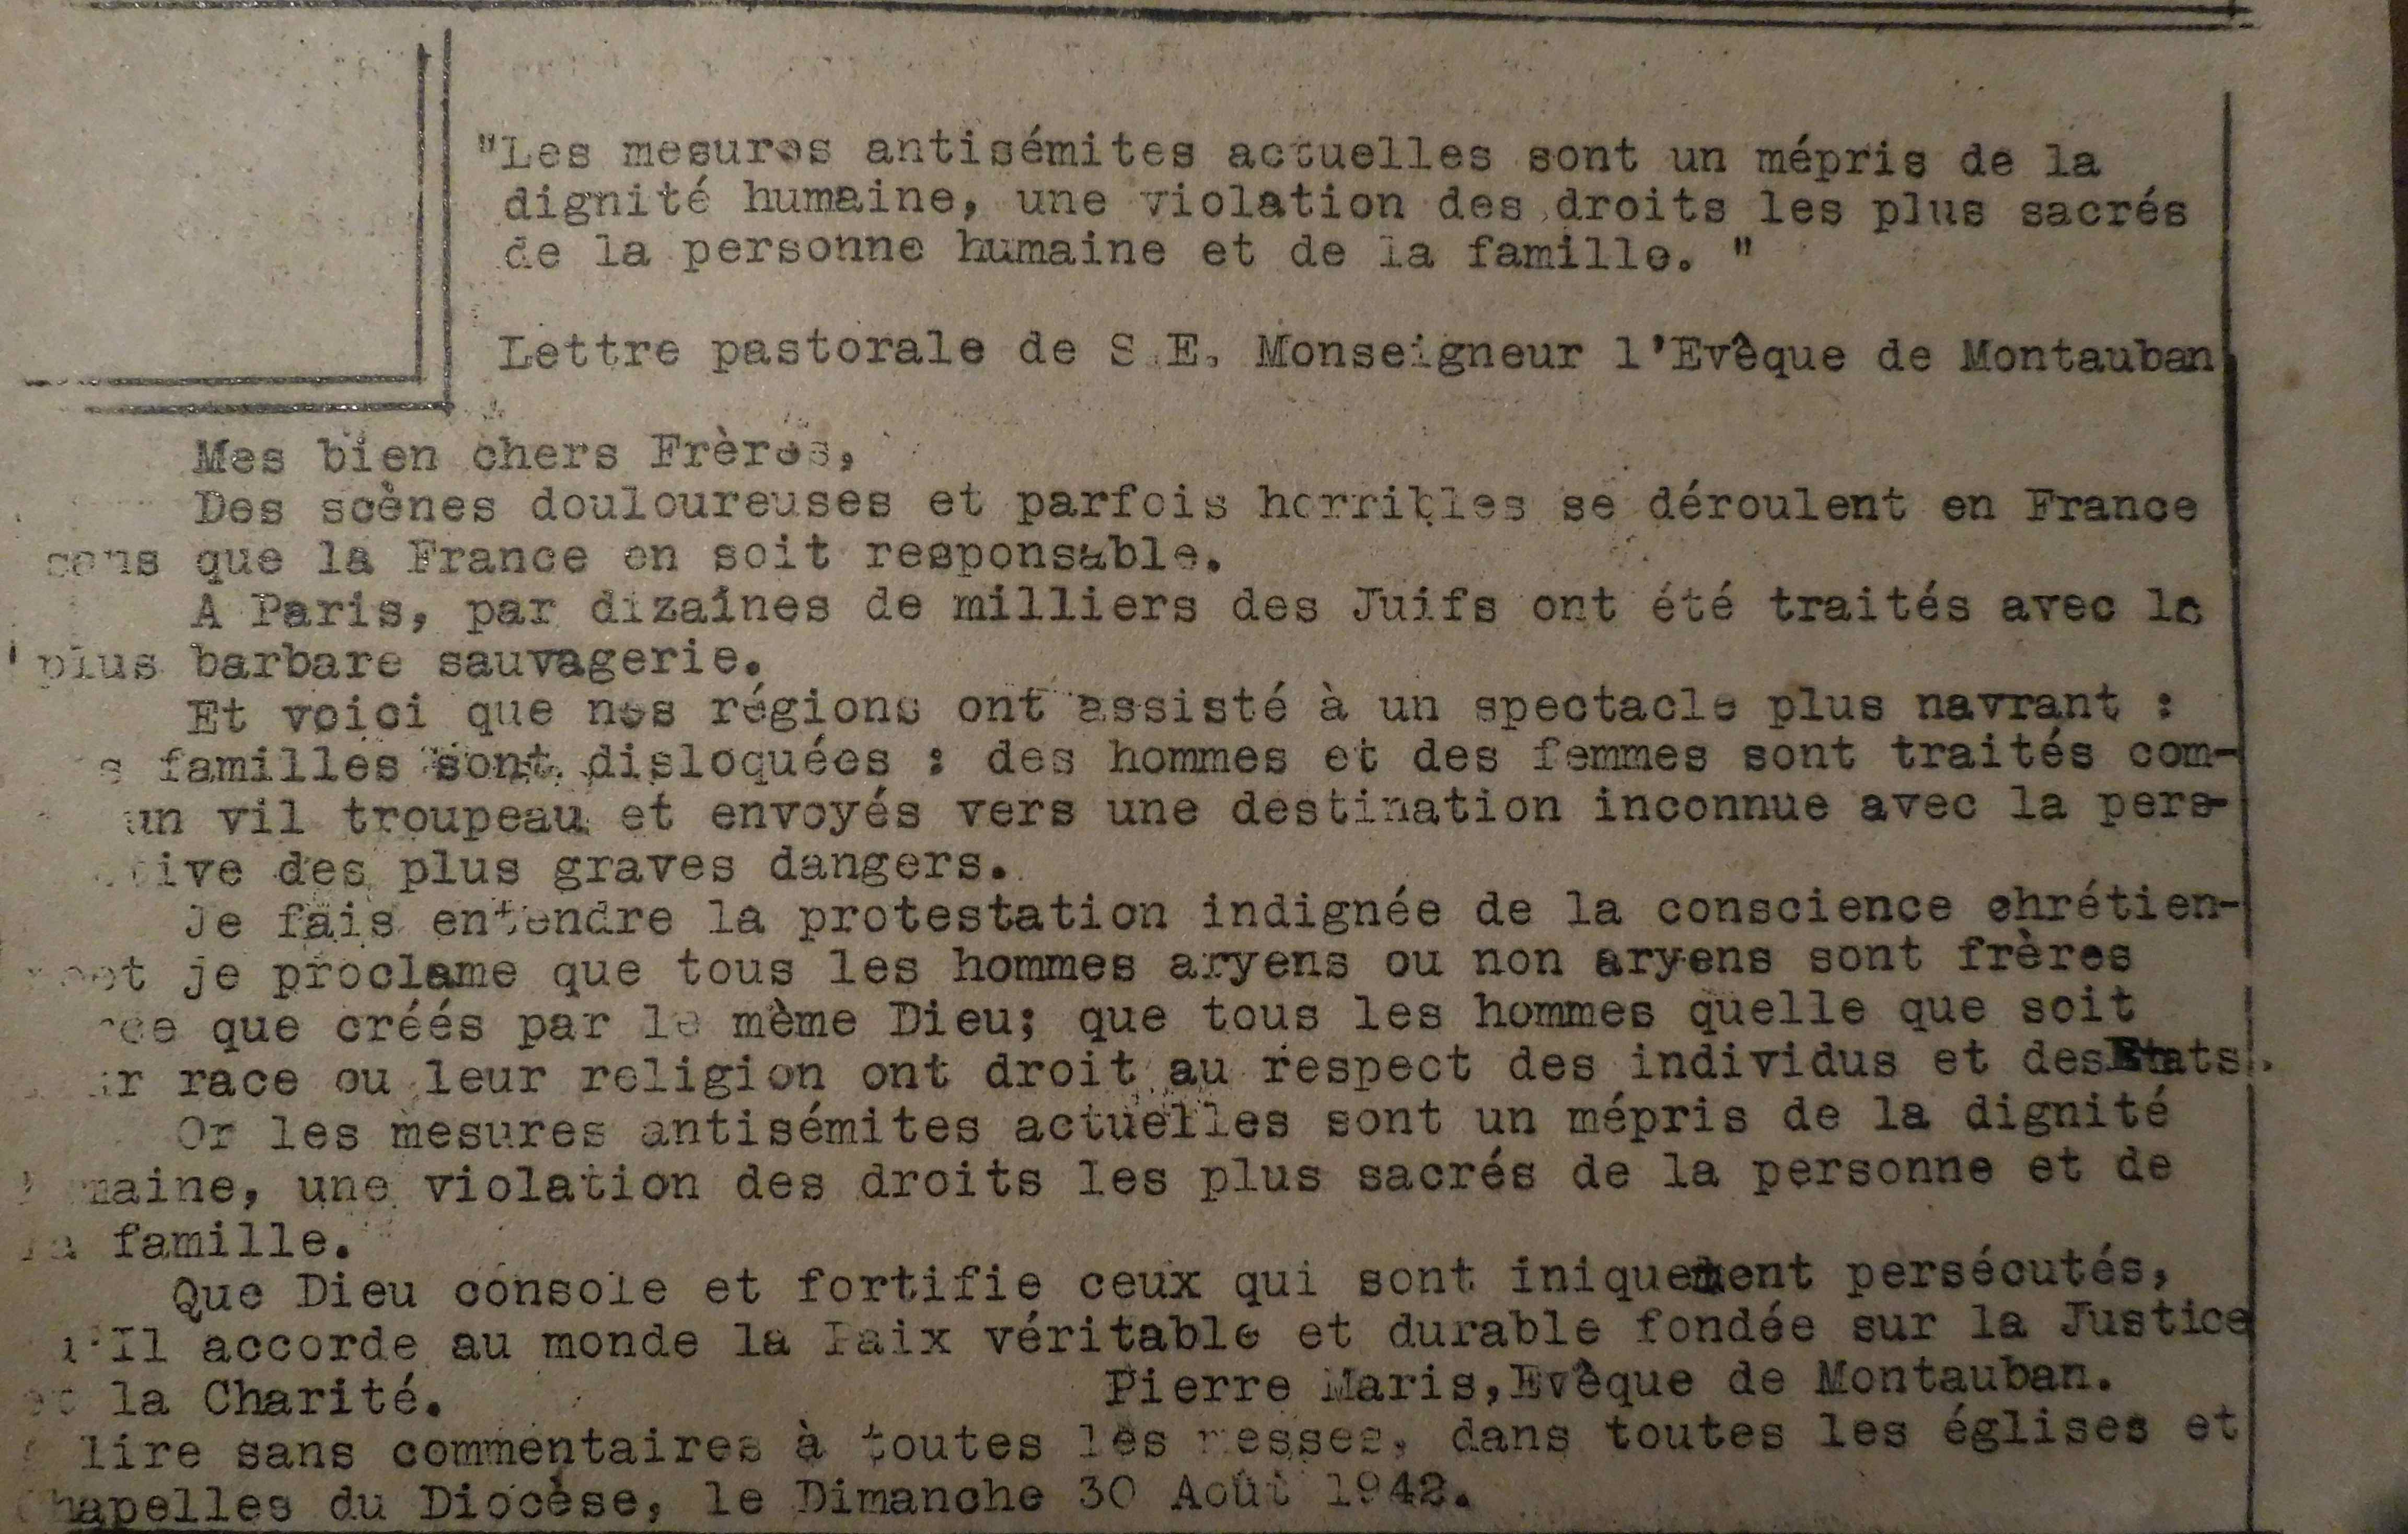 "Les mesures antisémites actuelles sont un mépris de la
dignité humaine, une violation des droits les plus sacrés
de la personne humaine et de la famille. "
Lettre pastorale de S.E. Monseigneur l'Evêque de Montauban
Mes bien chers Frères,
Des scènes douloureuses et parfois horribles se déroulent en France
sans que la France en soit responsable.
A Paris, par dizaines de milliers des Juifs ont été traités avec la
plus barbare sauvagerie.
Et voici que nos régions ont assisté à un spectacle plus navrant :
familles sont disloquées : des hommes et des femmes sont traités com-
un vil troupeau et envoyés vers une destination inconnue avec la pers-
des plus graves dangers.
Je fais entendre la protestation indignée de la conscience chrétien-
et je proclame que tous les hommes aryens ou non aryens sont frères
que créés par le mème Dieu; que tous les hommes quelle que soit
race ou leur religion ont droit au respect des individus et des Etats.
Or les mesures antisémites actuelles sont un mépris de la dignité
maine, une violation des droits les plus sacrés de la personne et de
la famille.
Que Dieu console et fortifie ceux qui sont iniquement persécutés,
'Il accorde au monde la Paix véritable et durable fondée sur la Justice
et la Charité. Pierre Maris,Evèque de Montauban.
lire sans commentaires à toutes les messes, dans toutes les églises et
Chapelles du Diocèse, le Dimanche 30 Août 1942.